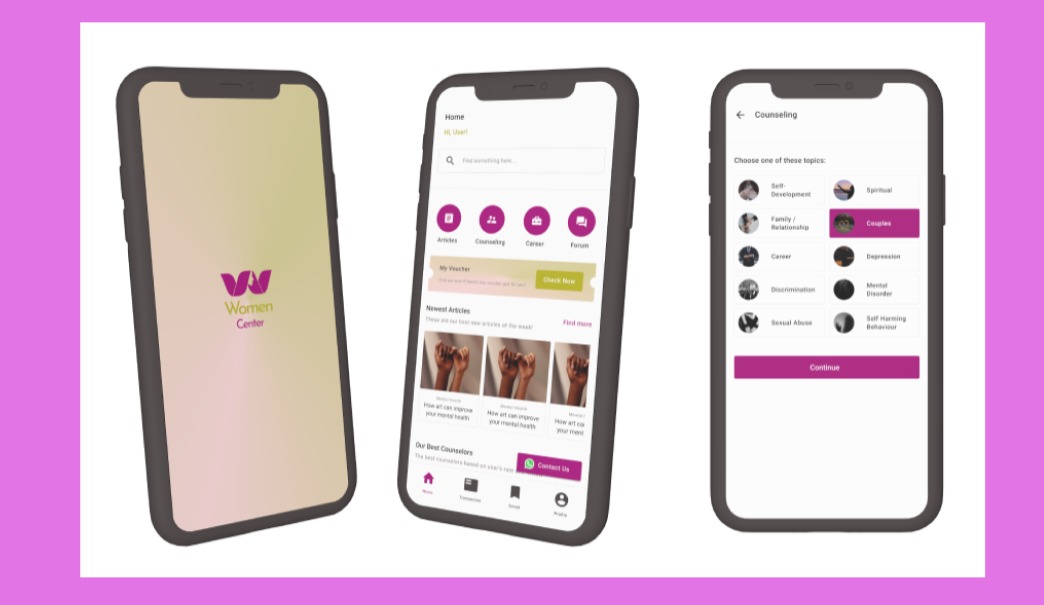 Women
Center
Home
Hi, User!
Find something here...
Articles
Counseling
Career
Forum
My Voucher
Check Now
Newest Articles
These are our best new articles of the week!
Find more
Mental Health
How art can improve
your mental health
Mental Health
How art can improve
your mental health
How art ca
your ment
Our Best Counselors
The best counselors based on user's rate
Contact Us
Home
Transaction
Saved
Profile
Counseling
Choose one of these topics:
Self-
Development
Spiritual
Family /
Relationship
Couples
Career
Depression
Discrimination
Mental
Disorder
Sexual Abuse
Self Harming
Behaviour
Continue